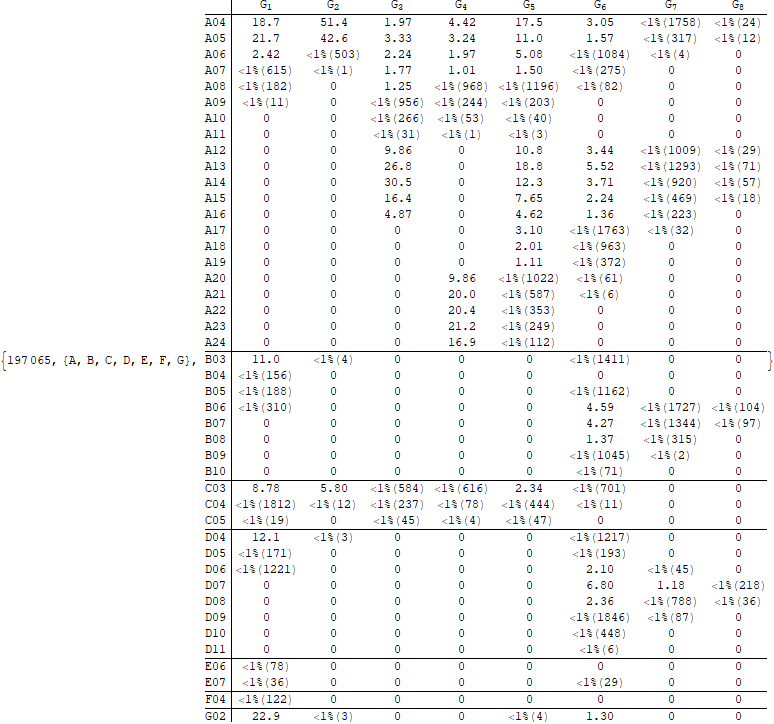 G1 G2 G3 G4 G5 G6 G7 G8
A04 18.7 51.4 1.97 4.42 17.5 3.05 <1%(1758) <1%(24)
A05 21.7 42.6 3.33 3.24 11.0 1.57 <1%(317) <1%(12)
A06 2.42 <1%(503) 2.24 1.97 5.08 <1%(1084) <1%(4) 0
A07 <1%(615) <1%(1) 1.77 1.01 1.50 <1%(275) 0 0
A08 <1%(182) 0 1.25 <1%(968) <1%(1196) <1%(82) 0 0
A09 <1%(11) 0 <1%(956) <1%(244) <1%(203) 0 0 0
A10 0 0 <1%(266) <1%(53) <1%(40) 0 0 0
A11 0 0 <1%(31) <1%(1) <1%(3) 0 0 0
A12 0 0 9.86 0 10.8 3.44 <1%(1009) <1%(29)
A13 0 0 26.8 0 18.8 5.52 <1%(1293) <1%(71)
A14 0 0 30.5 0 12.3 3.71 <1%(920) <1%(57)
A15 0 0 16.4 0 7.65 2.24 <1%(469) <1%(18)
A16 0 0 4.87 0 4.62 1.36 <1%(223) 0
A17 0 0 0 0 3.10 <1%(1763) <1%(32) 0
A18 0 0 0 0 2.01 <1%(963) 0 0
A19 0 0 0 0 1.11 <1%(372) 0 0
A20 0 0 0 9.86 <1%(1022) <1%(61) 0 0
A21 0 0 0 20.0 <1%(587) <1%(6) 0 0
A22 0 0 0 20.4 <1%(353) 0 0 0
A23 0 0 0 21.2 <1%(249) 0 0 0
A24 0 0 0 16.9 <1%(112) 0 0 0
{197065, {A, B, C, D, E, F, G}, B03 11.0 <1%(4) 0 0 0 <1%(1411) 0 0 }
B04 <1%(156) 0 0 0 0 0 0 0
B05 <1%(188) 0 0 0 0 <1%(1162) 0 0
B06 <1%(310) 0 0 0 0 4.59 <1%(1727) <1%(104)
B07 0 0 0 0 0 4.27 <1%(1344) <1%(97)
B08 0 0 0 0 0 1.37 <1%(315) 0
B09 0 0 0 0 0 <1%(1045) <1%(2) 0
B10 0 0 0 0 0 <1%(71) 0 0
C03 8.78 5.80 <1%(584) <1%(616) 2.34 <1%(701) 0 0
C04 <1%(1812) <1%(12) <1%(237) <1%(78) <1%(444) <1%(11) 0 0
C05 <1%(19) 0 <1%(45) <1%(4) <1%(47) 0 0 0
D04 12.1 <1%(3) 0 0 0 <1%(1217) 0 0
D05 <1%(171) 0 0 0 0 <1%(193) 0 0
D06 <1%(1221) 0 0 0 0 2.10 <1%(45) 0
D07 0 0 0 0 0 6.80 1.18 <1%(218)
D08 0 0 0 0 0 2.36 <1%(788) <1%(36)
D09 0 0 0 0 0 <1%(1846) <1%(87) 0
D10 0 0 0 0 0 <1%(448) 0 0
D11 0 0 0 0 0 <1%(6) 0 0
E06 <1%(78) 0 0 0 0 0 0 0
E07 <1%(36) 0 0 0 0 <1%(29) 0 0
F04 <1%(122) 0 0 0 0 0 0 0
G02 22.9 <1%(3) 0 0 <1%(4) 1.30 0 0